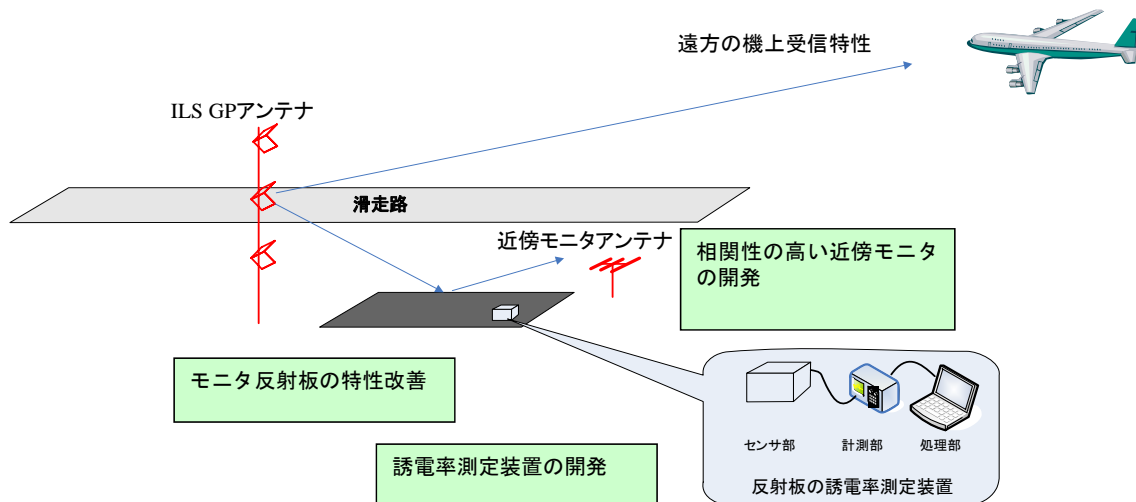 遠方の機上受信特性
ILS GPアンテナ
滑走路
近傍モニタアンテナ
相関性の高い近傍モニタ
の開発
モニタ反射板の特性改善
誘電率測定装置の開発
センサ部
計測部
処理部
反射板の誘電率測定装置